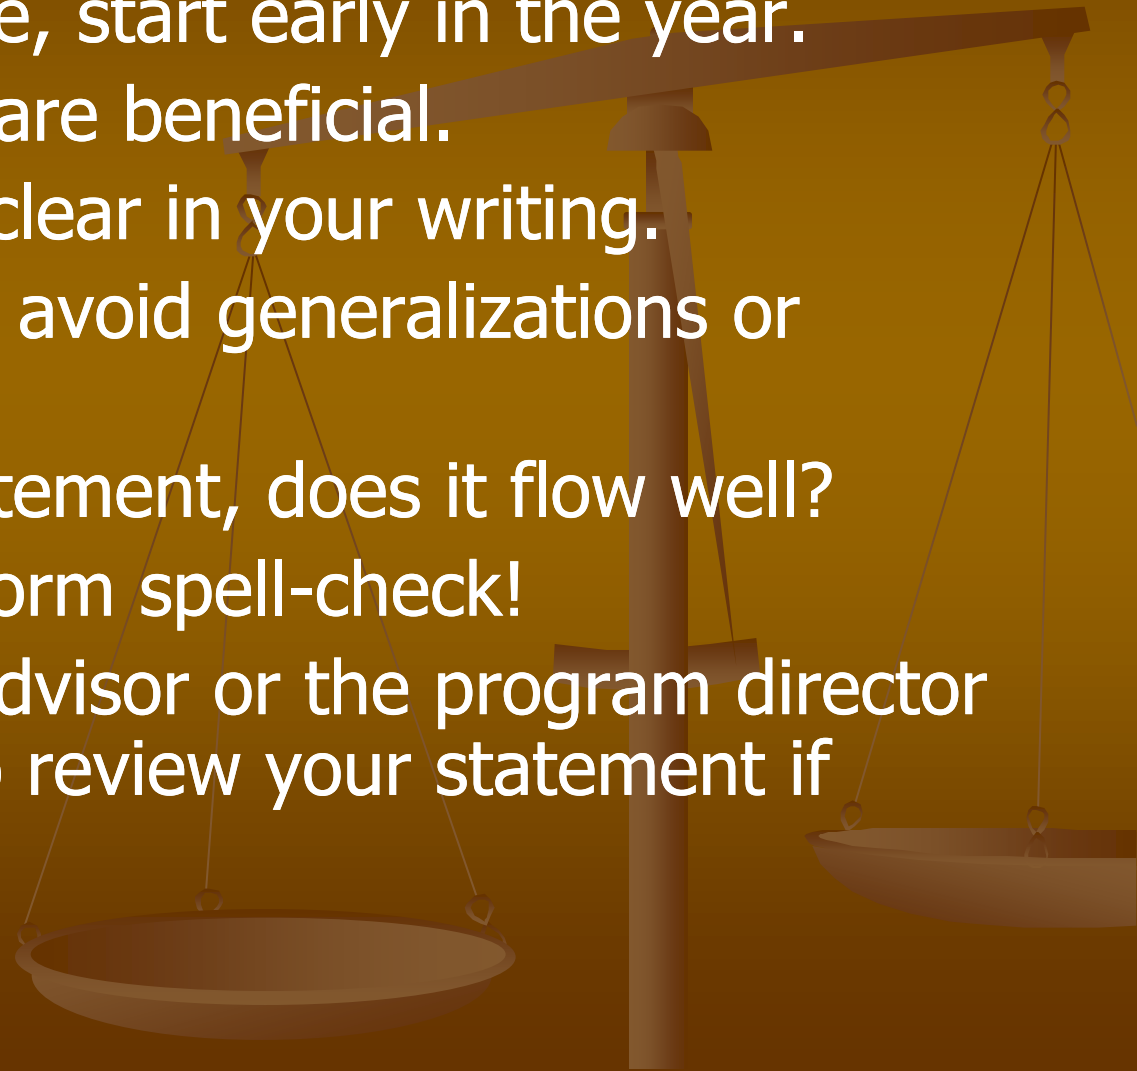 e, start early in the year.
are beneficial.
clear in your writing.
avoid generalizations or
tement, does it flow well?
orm spell-check!
dvisor or the program director
review your statement if